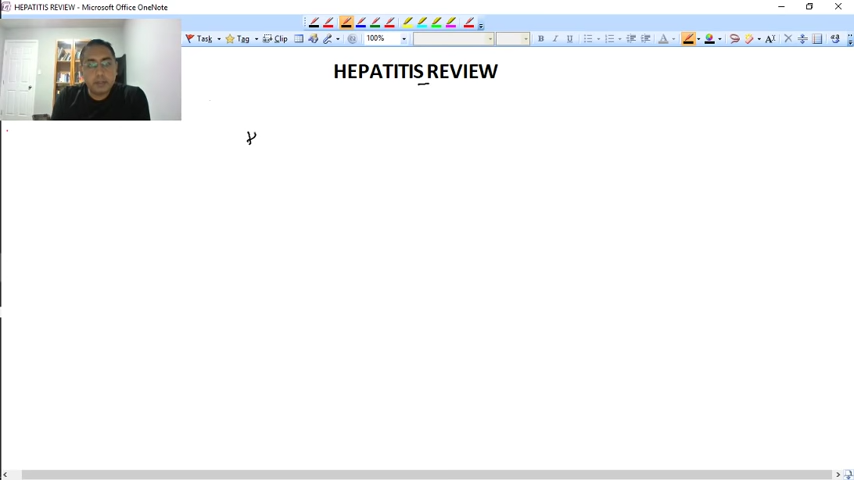 HEPATITIS REVIEW - Microsoft Office OneNote
Task Tag Clip 100%
HEPATITIS REVIEW